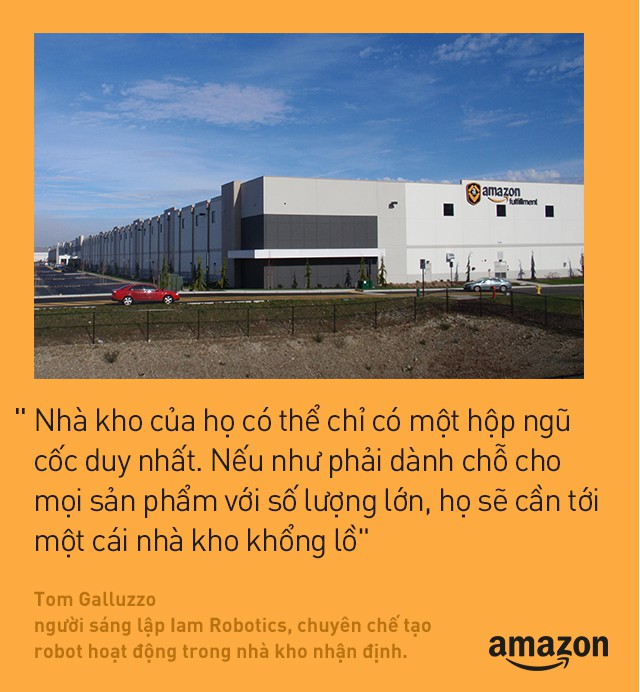 amazon
fulfillment
" Nhà kho của họ có thể chỉ có một hộp ngũ
cốc duy nhất. Nếu như phải dành chỗ cho
mọi sản phẩm với số lượng lớn, họ sẽ cần tới
một cái nhà kho khổng lồ"
Tom Galluzzo
người sáng lập Iam Robotics, chuyên chế tạo
robot hoạt động trong nhà kho nhận định.
amazon